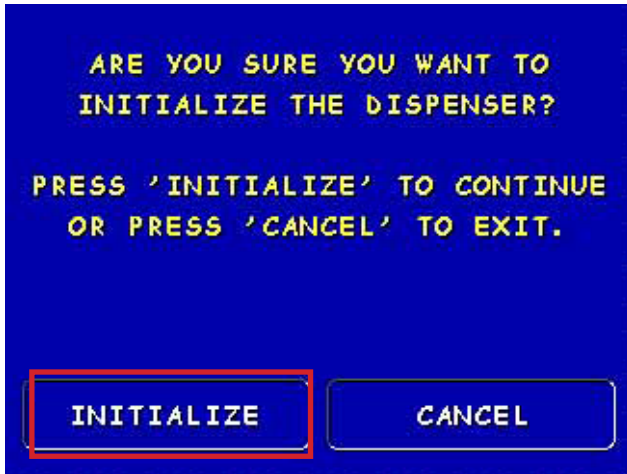 ARE YOU SURE YOU WANT TO
INITIALIZE THE DISPENSER?
PRESS 'INITIALIZE' TO CONTINUE
OR PRESS 'CANCEL' TO EXIT.
INITIALIZE
CANCEL